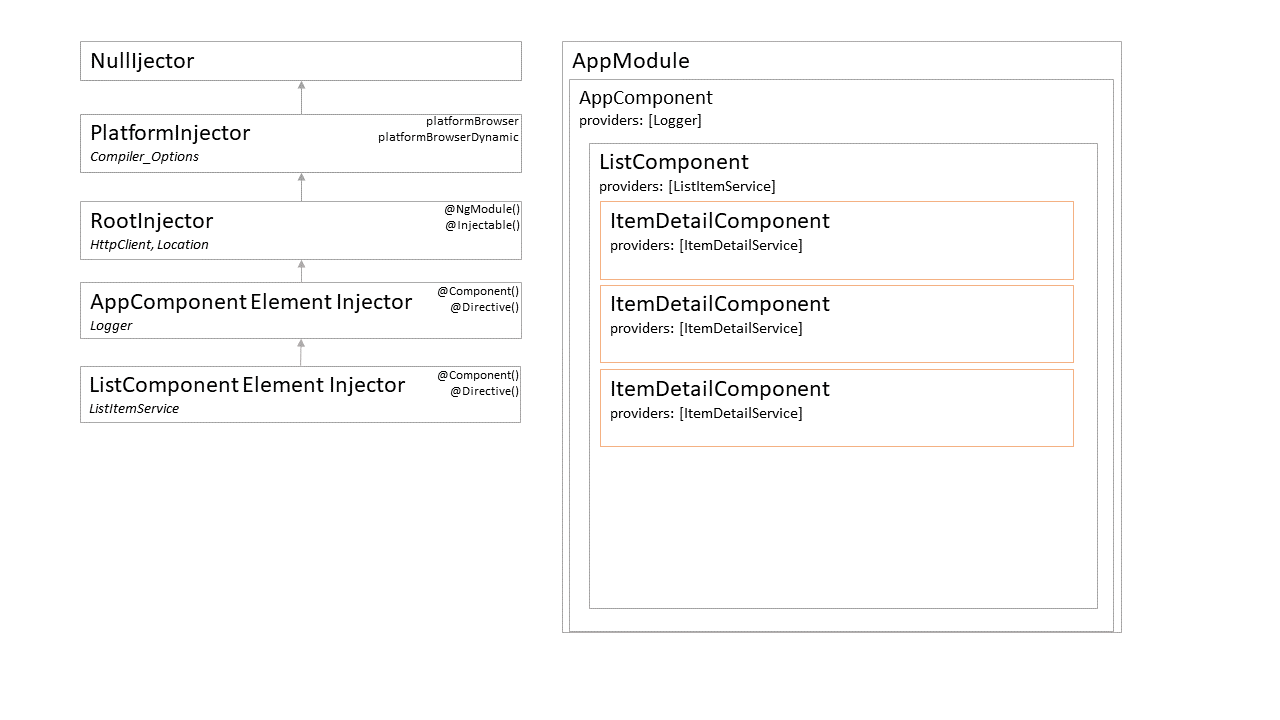 NullIjector
platformBrowser
platformBrowserDynamic
PlatformInjector
Compiler_Options
@NgModule()
@Injectable()
RootInjector
HttpClient, Location
@Component()
@Directive()
AppComponent Element Injector
Logger
@Component()
@Directive()
ListComponent Element Injector
ListItemService
AppModule
AppComponent
providers: [Logger]
ListComponent
providers: [ListItemService]
ItemDetailComponent
providers: [ItemDetailService]
ItemDetailComponent
providers: [ItemDetailService]
ItemDetailComponent
providers: [ItemDetailService]